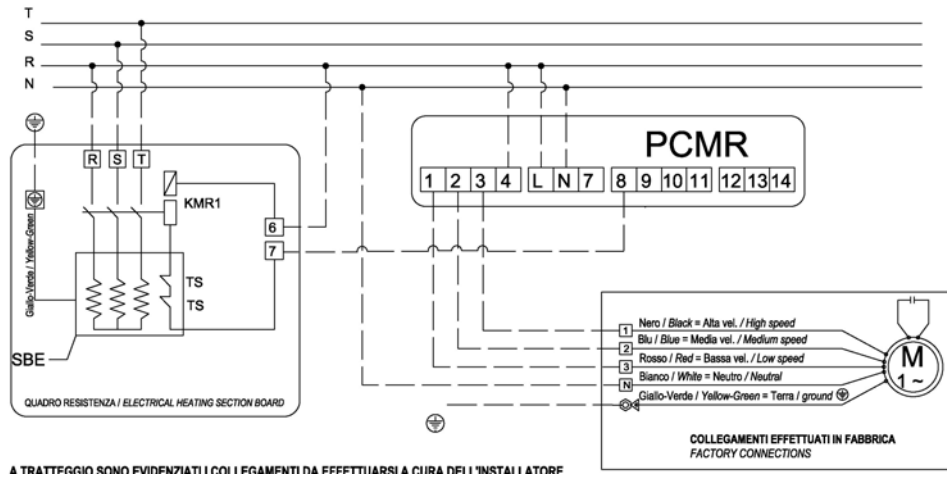 T
S
R
N
PCMR
1 2 3 4 L N 7 8 9 10 11 12 13 14
R S T
KMR1
6
7
Giallo-Verde / Yellow-Green
TS
TS
SBE
QUADRO RESISTENZA / ELECTRICAL HEATING SECTION BOARD
1 Nero / Black = Alta vel. / High speed
2 Blu / Blue = Media vel. / Medium speed
3 Rosso / Red = Bassa vel. / Low speed
N Bianco / White = Neutro / Neutral
Giallo-Verde / Yellow-Green = Terra / ground
M
1 ~
COLLEGAMENTI EFFETTUATI IN FABBRICA
FACTORY CONNECTIONS
A TRATTEGGIO SONO EVIDENZIATI I COLLEGAMENTI DA EFFETTUARSI A CURA DELL'INSTALLATORE